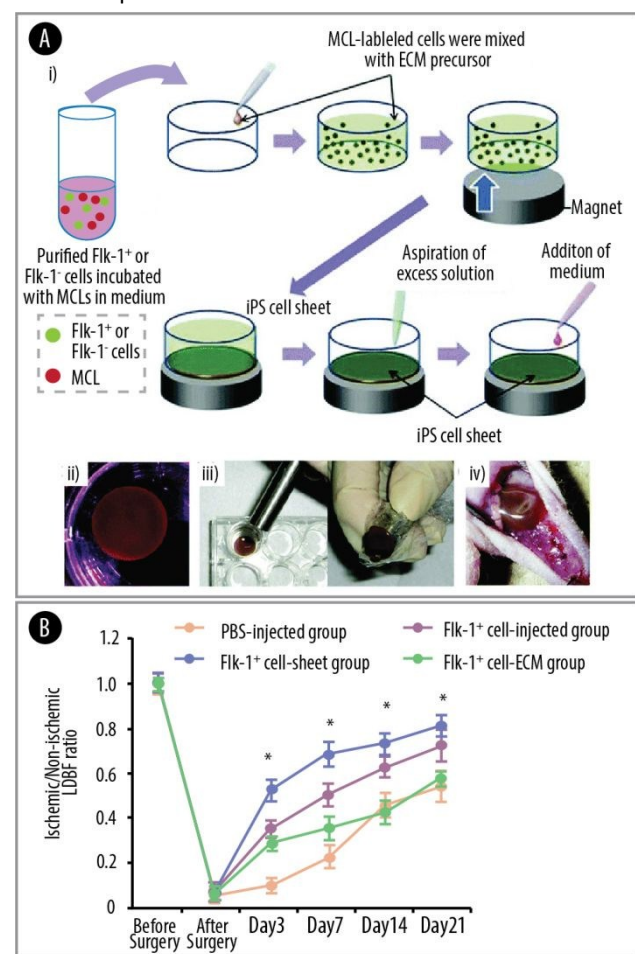 A
i)
MCL-labeled cells were mixed
with ECM precursor
Magnet
Purified Flk-1⁺ or
Flk-1⁻ cells incubated
with MCLs in medium
Flk-1⁺ or
Flk-1⁻ cells
MCL
iPS cell sheet
Aspiration of
excess solution
Additon of
medium
iPS cell sheet
ii)
iii)
iv)
B
PBS-injected group
Flk-1⁺ cell-injected group
Flk-1⁺ cell-sheet group
Flk-1⁺ cell-ECM group
Ischemic/Non-ischemic
LDBF ratio
1.2
1.0
0.8
0.6
0.4
0.2
0
* * * *
Before
Surgery
After
Surgery
Day3
Day7
Day14
Day21